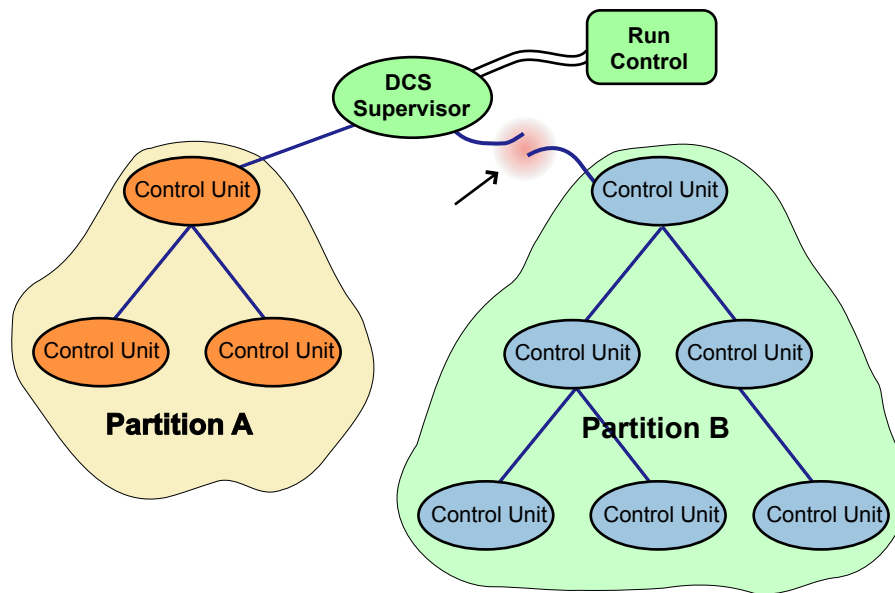 Run
Control
DCS
Supervisor
Control Unit
Control Unit
Control Unit
Control Unit
Control Unit
Control Unit
Partition A
Partition B
Control Unit
Control Unit
Control Unit